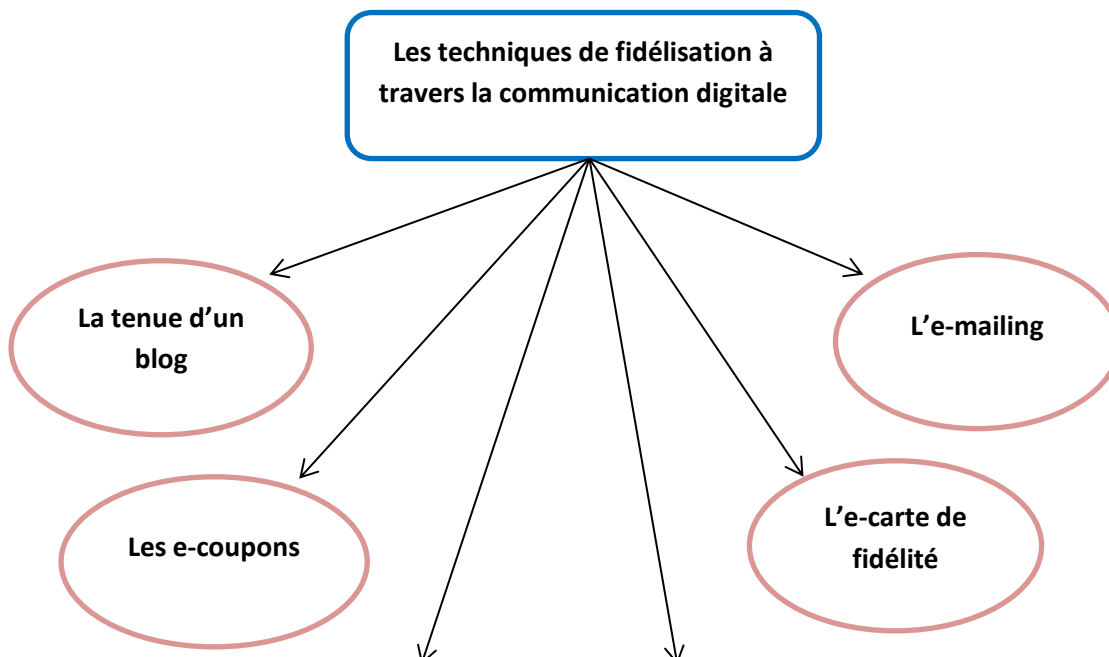 Les techniques de fidélisation à
travers la communication digitale
La tenue d’un
blog
L’e-mailing
Les e-coupons
L’e-carte de
fidélité